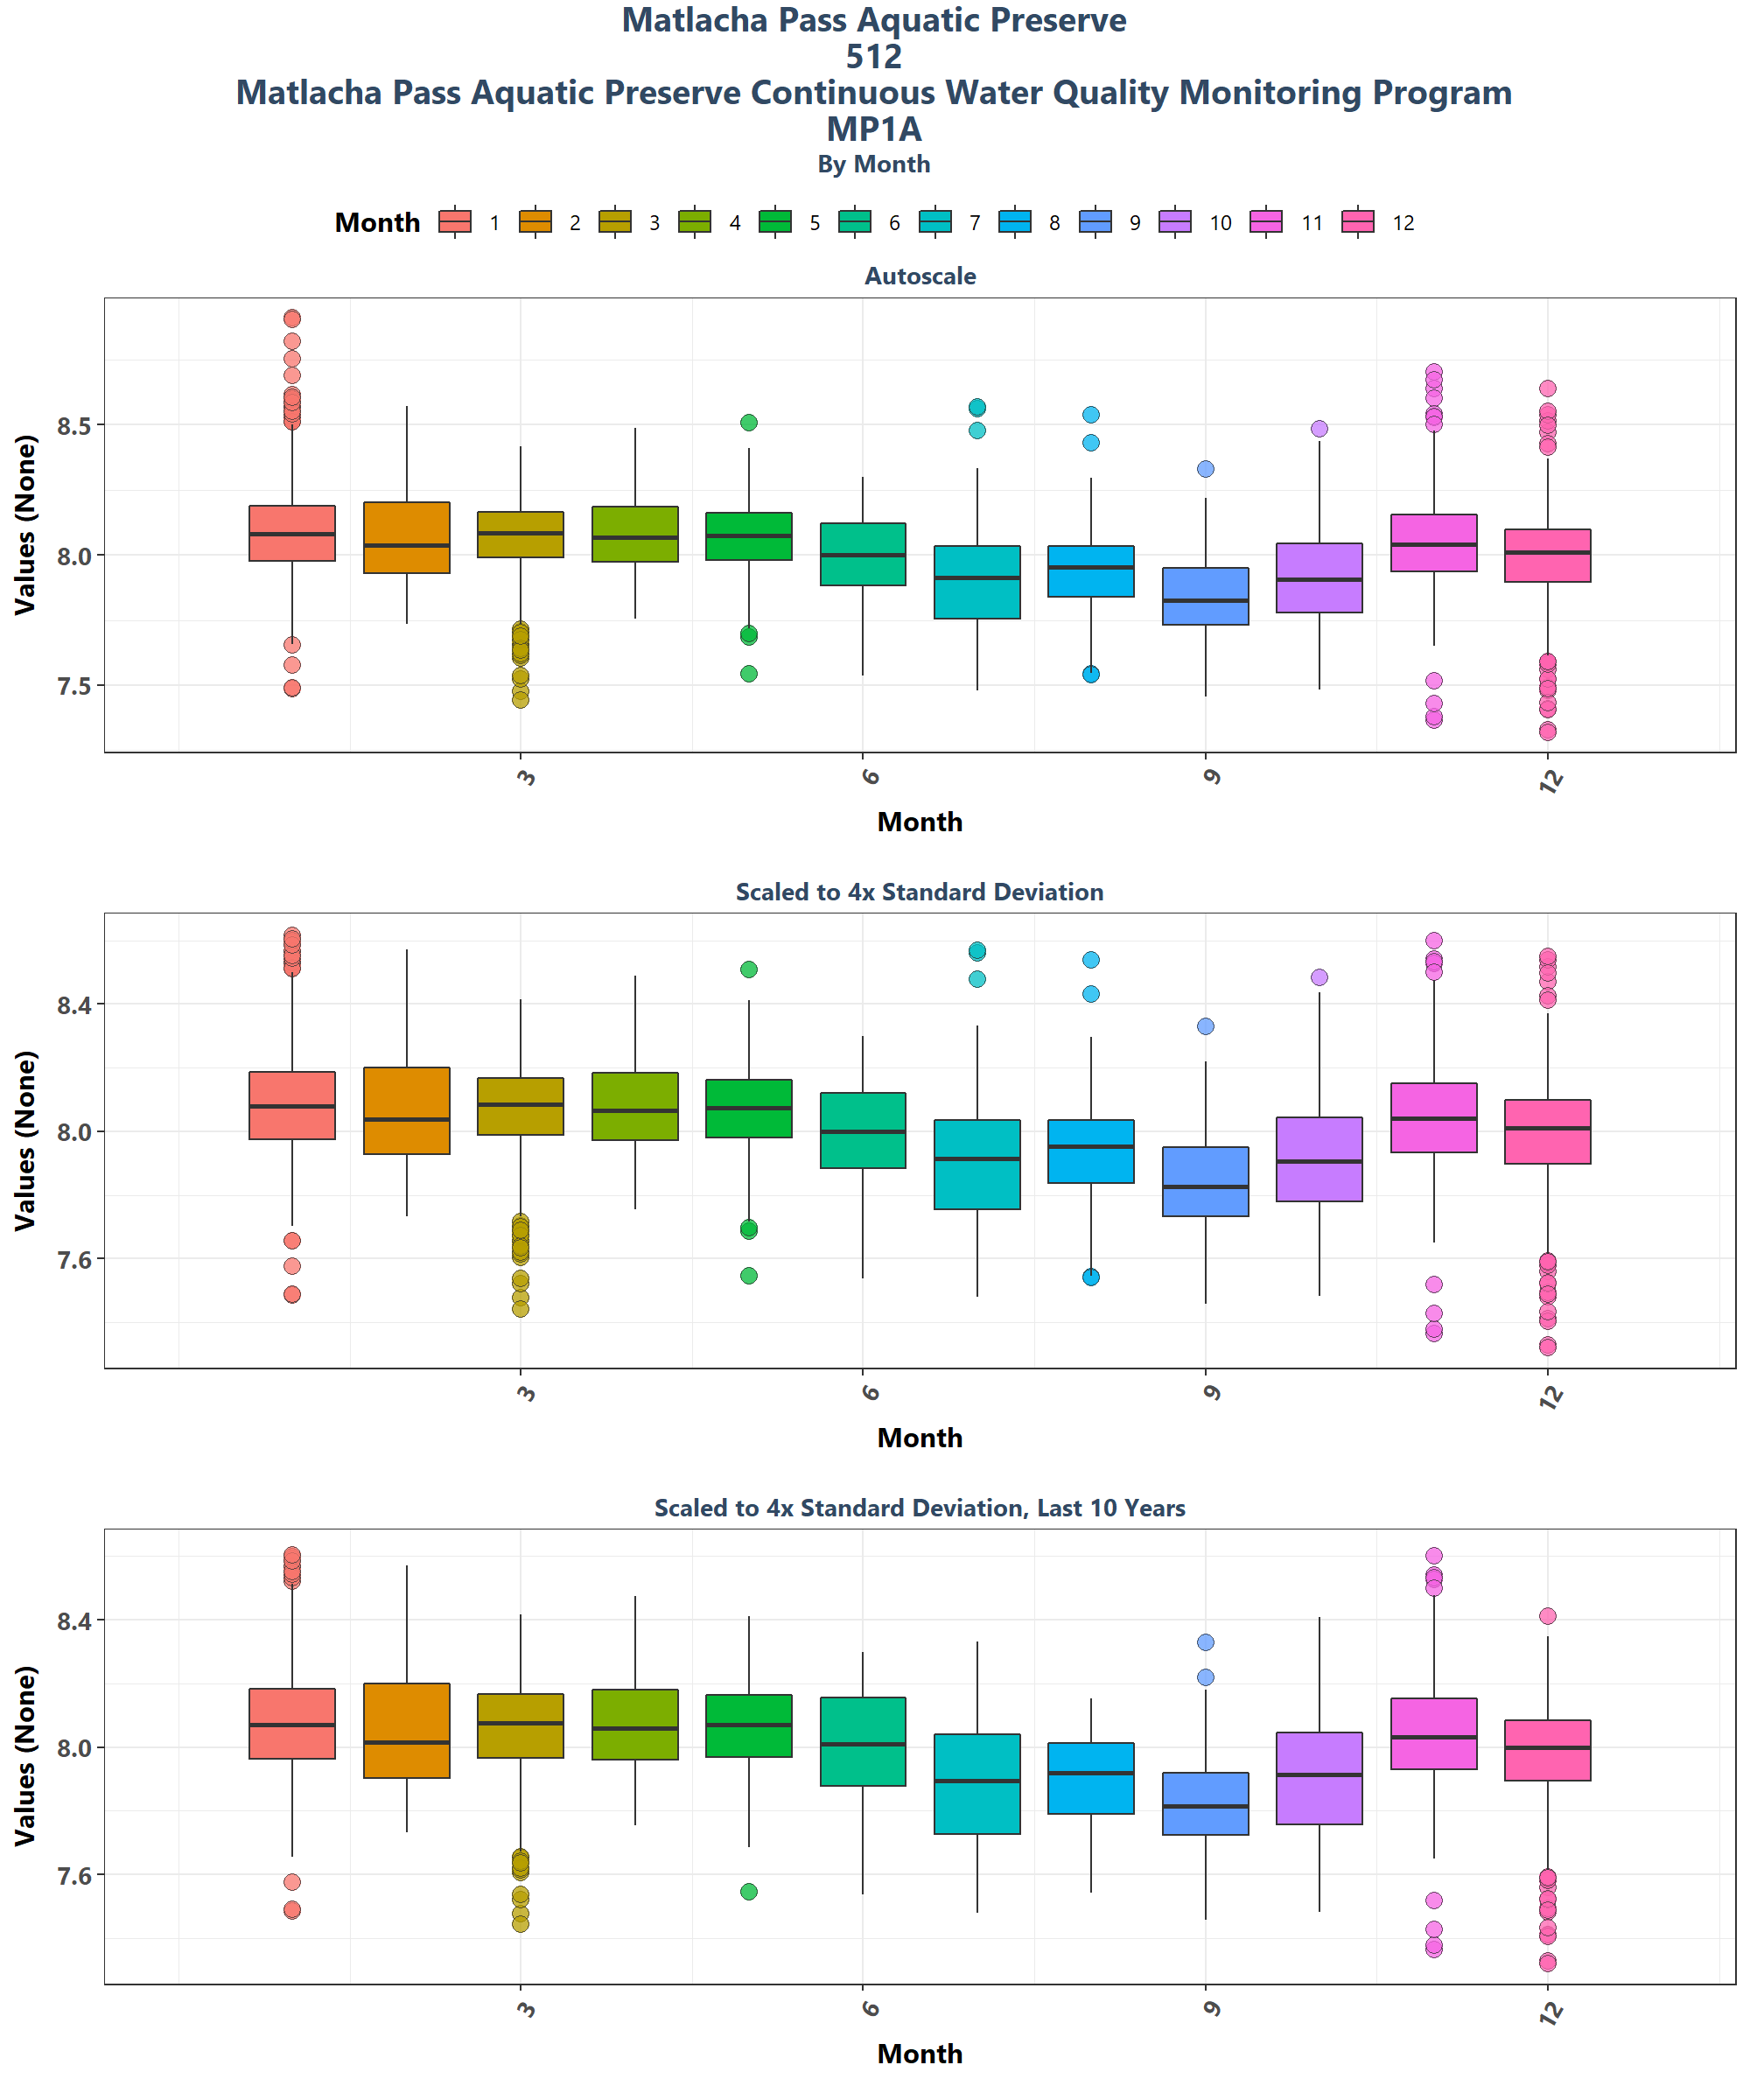 Matlacha Pass Aquatic Preserve
512
Matlacha Pass Aquatic Preserve Continuous Water Quality Monitoring Program
MP1A
By Month
Month 1 2 3 4 5 6 7 8 9 10 11 12
Autoscale
Values (None)
8.5
8.0
7.5
3 6 9 12
Month
Scaled to 4x Standard Deviation
Values (None)
8.4
8.0
7.6
3 6 9 12
Month
Scaled to 4x Standard Deviation, Last 10 Years
Values (None)
8.4
8.0
7.6
3 6 9 12
Month